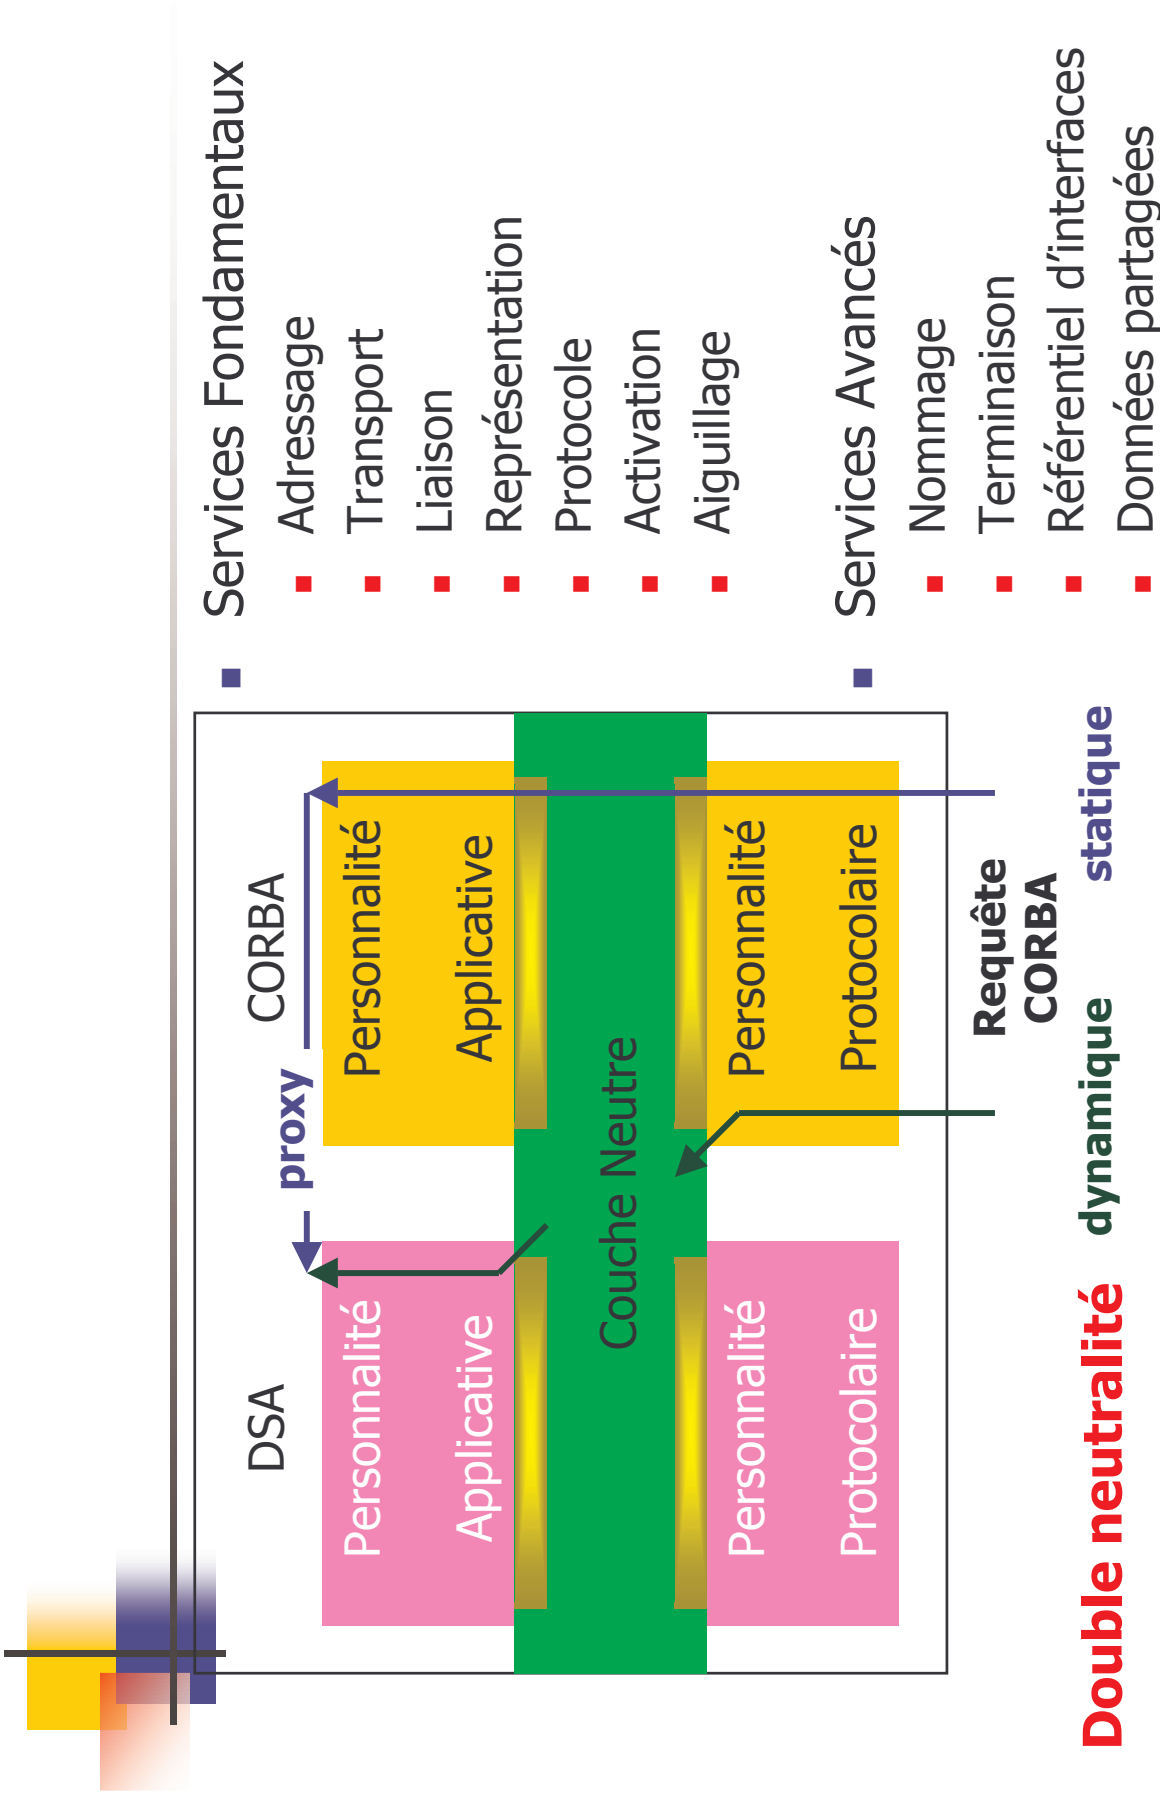 DSA
CORBA
proxy
Personnalité
Applicative
Personnalité
Applicative
Couche Neutre
Personnalité
Protocolaire
Personnalité
Protocolaire
Requête
CORBA
Double neutralité
dynamique
statique
Services Fondamentaux
Adressage
Transport
Liaison
Représentation
Protocole
Activation
Aiguillage
Services Avancés
Nommage
Terminaison
Référentiel d’interfaces
Données partagées